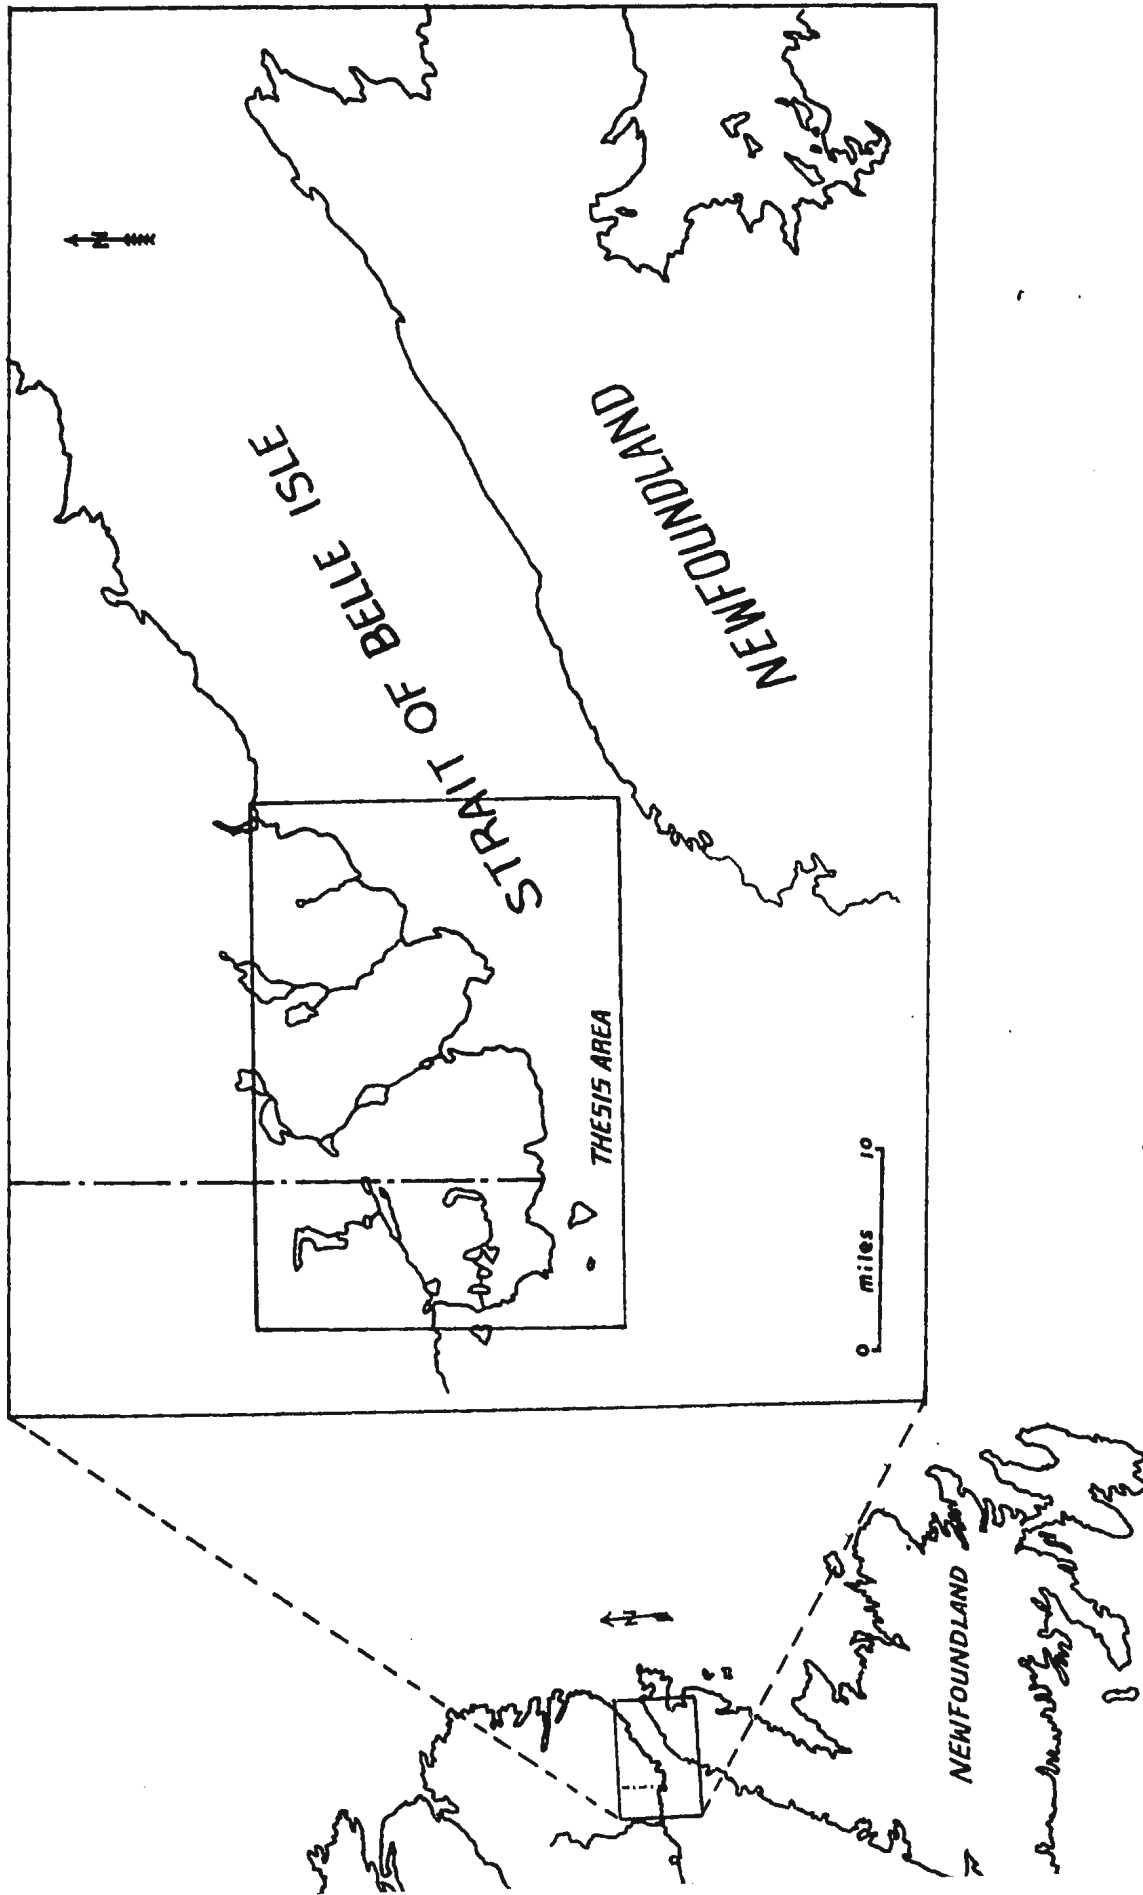 N
STRAIT OF BELLE ISLE
NEWFOUNDLAND
THESIS AREA
0 miles 10
N
NEWFOUNDLAND